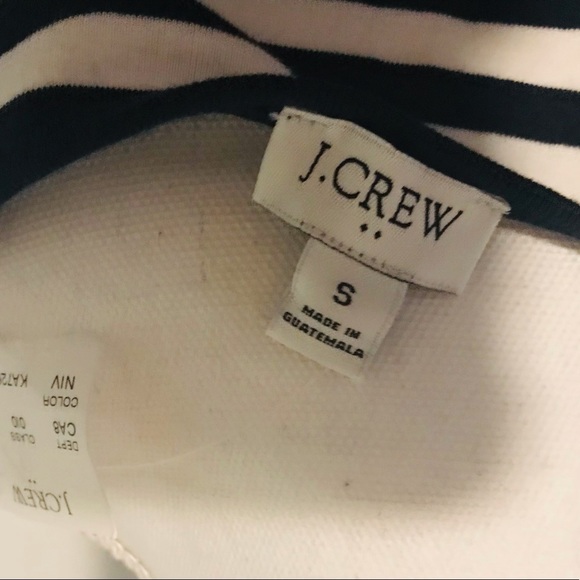 J.CREW
S
MADE IN
GUATEMALA
J.CREW
DEPT CLASS
CAB 010
COLOR
NIV